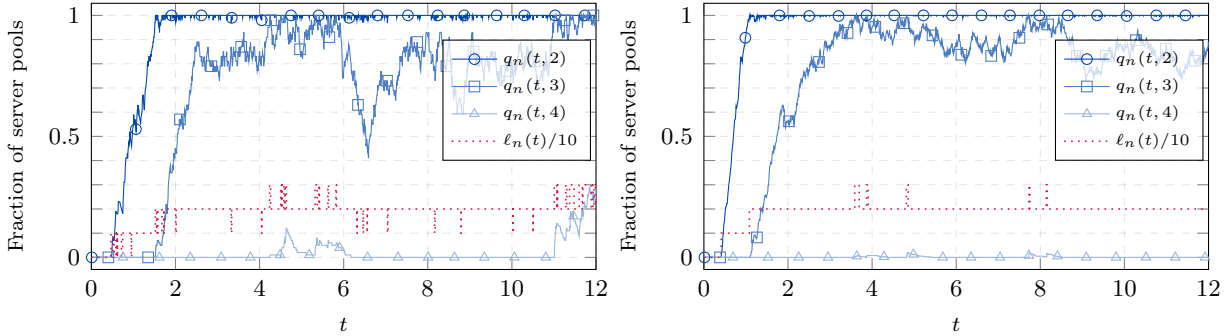 Fraction of server pools
1
0.5
0
0 2 4 6 8 10 12
t
q_n(t, 2)
q_n(t, 3)
q_n(t, 4)
ℓ_n(t)/10
Fraction of server pools
1
0.5
0
0 2 4 6 8 10 12
t
q_n(t, 2)
q_n(t, 3)
q_n(t, 4)
ℓ_n(t)/10